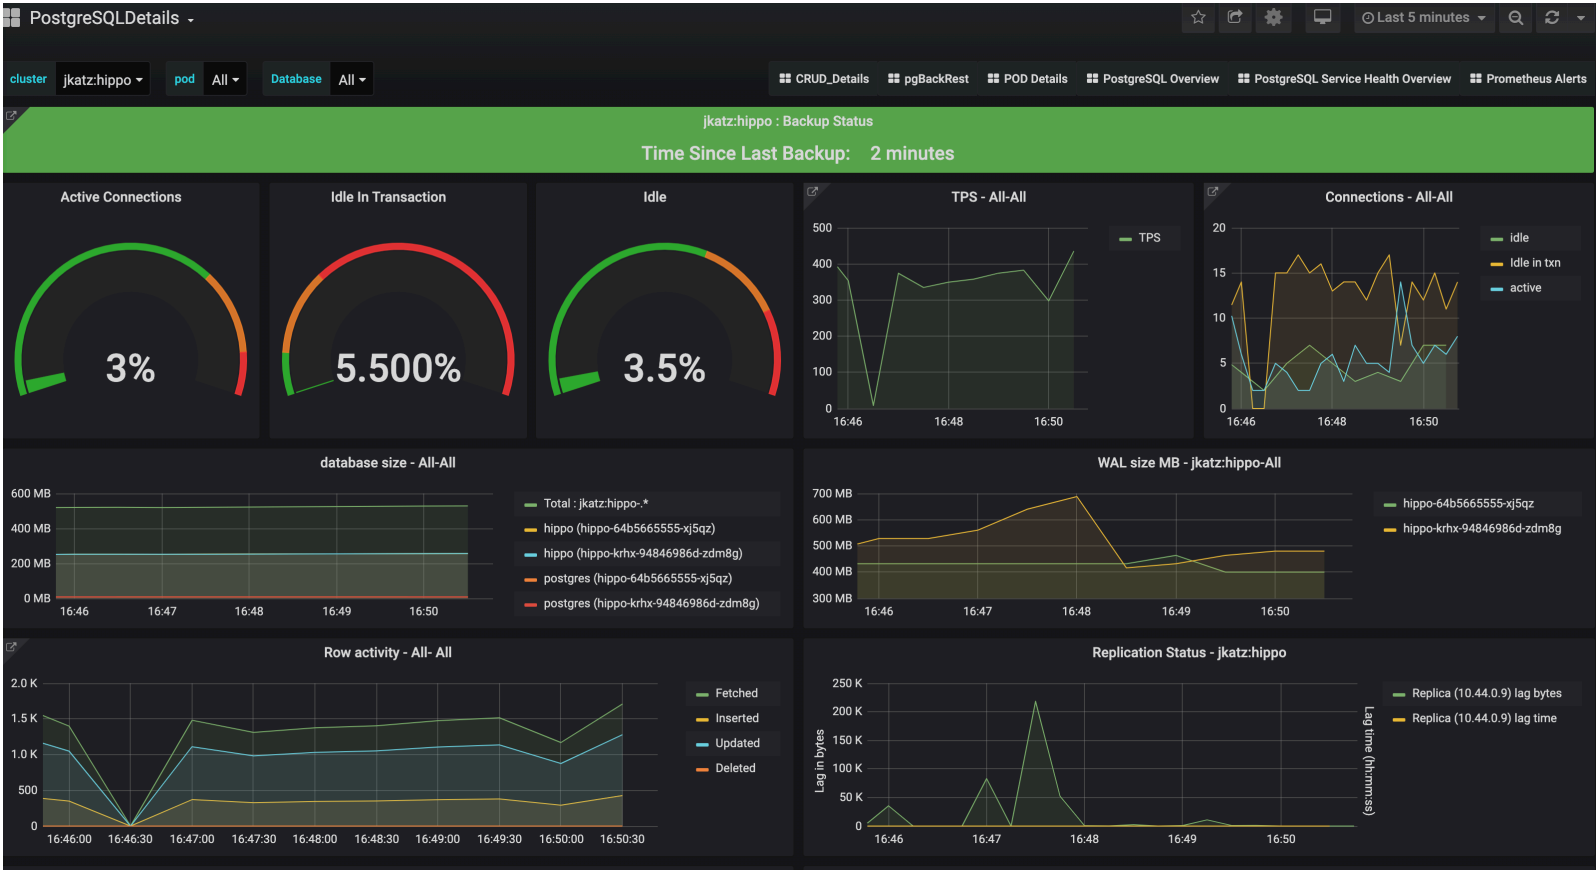 PostgreSQLDetails
Last 5 minutes
cluster jkatz:hippo pod All Database All
CRUD_Details pgBackRest POD Details PostgreSQL Overview PostgreSQL Service Health Overview Prometheus Alerts
jkatz:hippo : Backup Status
Time Since Last Backup: 2 minutes
Active Connections
3%
Idle In Transaction
5.500%
Idle
3.5%
TPS - All-All
500
400
300
200
100
0
16:46 16:48 16:50
TPS
Connections - All-All
20
15
10
5
0
16:46 16:48 16:50
idle
Idle in txn
active
database size - All-All
600 MB
400 MB
200 MB
0 MB
16:46 16:47 16:48 16:49 16:50
Total : jkatz:hippo-.*
hippo (hippo-64b5665555-xj5qz)
hippo (hippo-krhx-94846986d-zdm8g)
postgres (hippo-64b5665555-xj5qz)
postgres (hippo-krhx-94846986d-zdm8g)
WAL size MB - jkatz:hippo-All
700 MB
600 MB
500 MB
400 MB
300 MB
16:46 16:47 16:48 16:49 16:50
hippo-64b5665555-xj5qz
hippo-krhx-94846986d-zdm8g
Row activity - All- All
2.0 K
1.5 K
1.0 K
500
0
16:46:00 16:46:30 16:47:00 16:47:30 16:48:00 16:48:30 16:49:00 16:49:30 16:50:00 16:50:30
Fetched
Inserted
Updated
Deleted
Replication Status - jkatz:hippo
Lag in bytes
250 K
200 K
150 K
100 K
50 K
0
16:46 16:47 16:48 16:49 16:50
Lag time (hh:mm:ss)
Replica (10.44.0.9) lag bytes
Replica (10.44.0.9) lag time